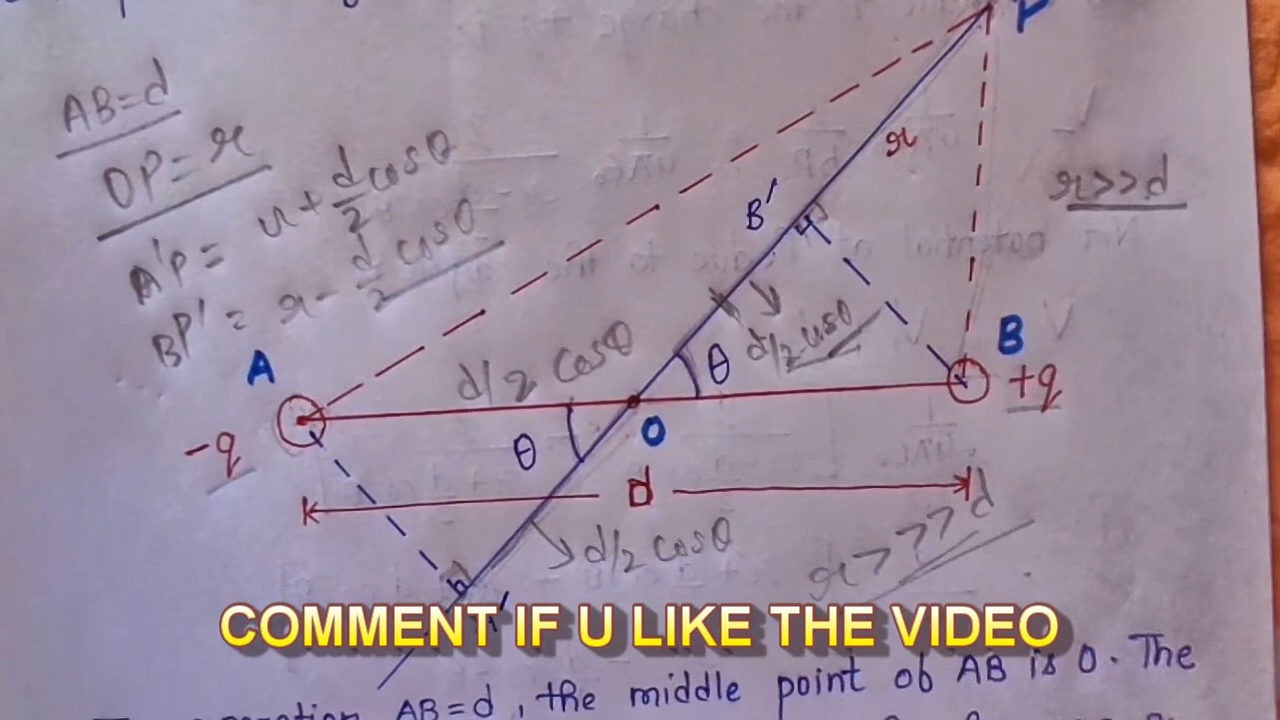 AB=d
OP=r
A'P= r+ d/2 cosθ
BP'= r- d/2 cosθ
P
r
B'
r>>d
A
d/2 cosθ
θ
d/2 cosθ
B
+q
-q
θ
O
d
d/2 cosθ
r>>>d
A'
COMMENT IF U LIKE THE VIDEO
AB=d, the middle point of AB is O. The